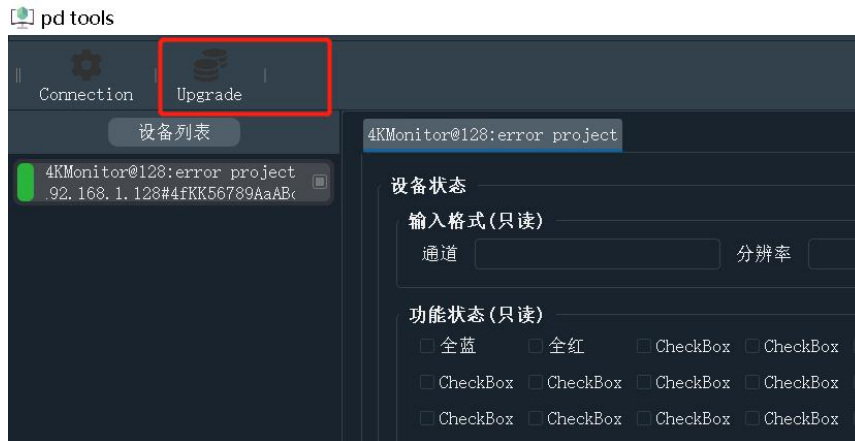 pd tools
Connection Upgrade
设备列表
4KMonitor@128:error project
4KMonitor@128:error project
.92.168.1.128#4fKK56789AaAB
设备状态
输入格式(只读)
通道 分辨率
功能状态(只读)
全蓝 全红 CheckBox CheckBox
CheckBox CheckBox CheckBox CheckBox
CheckBox CheckBox CheckBox CheckBox